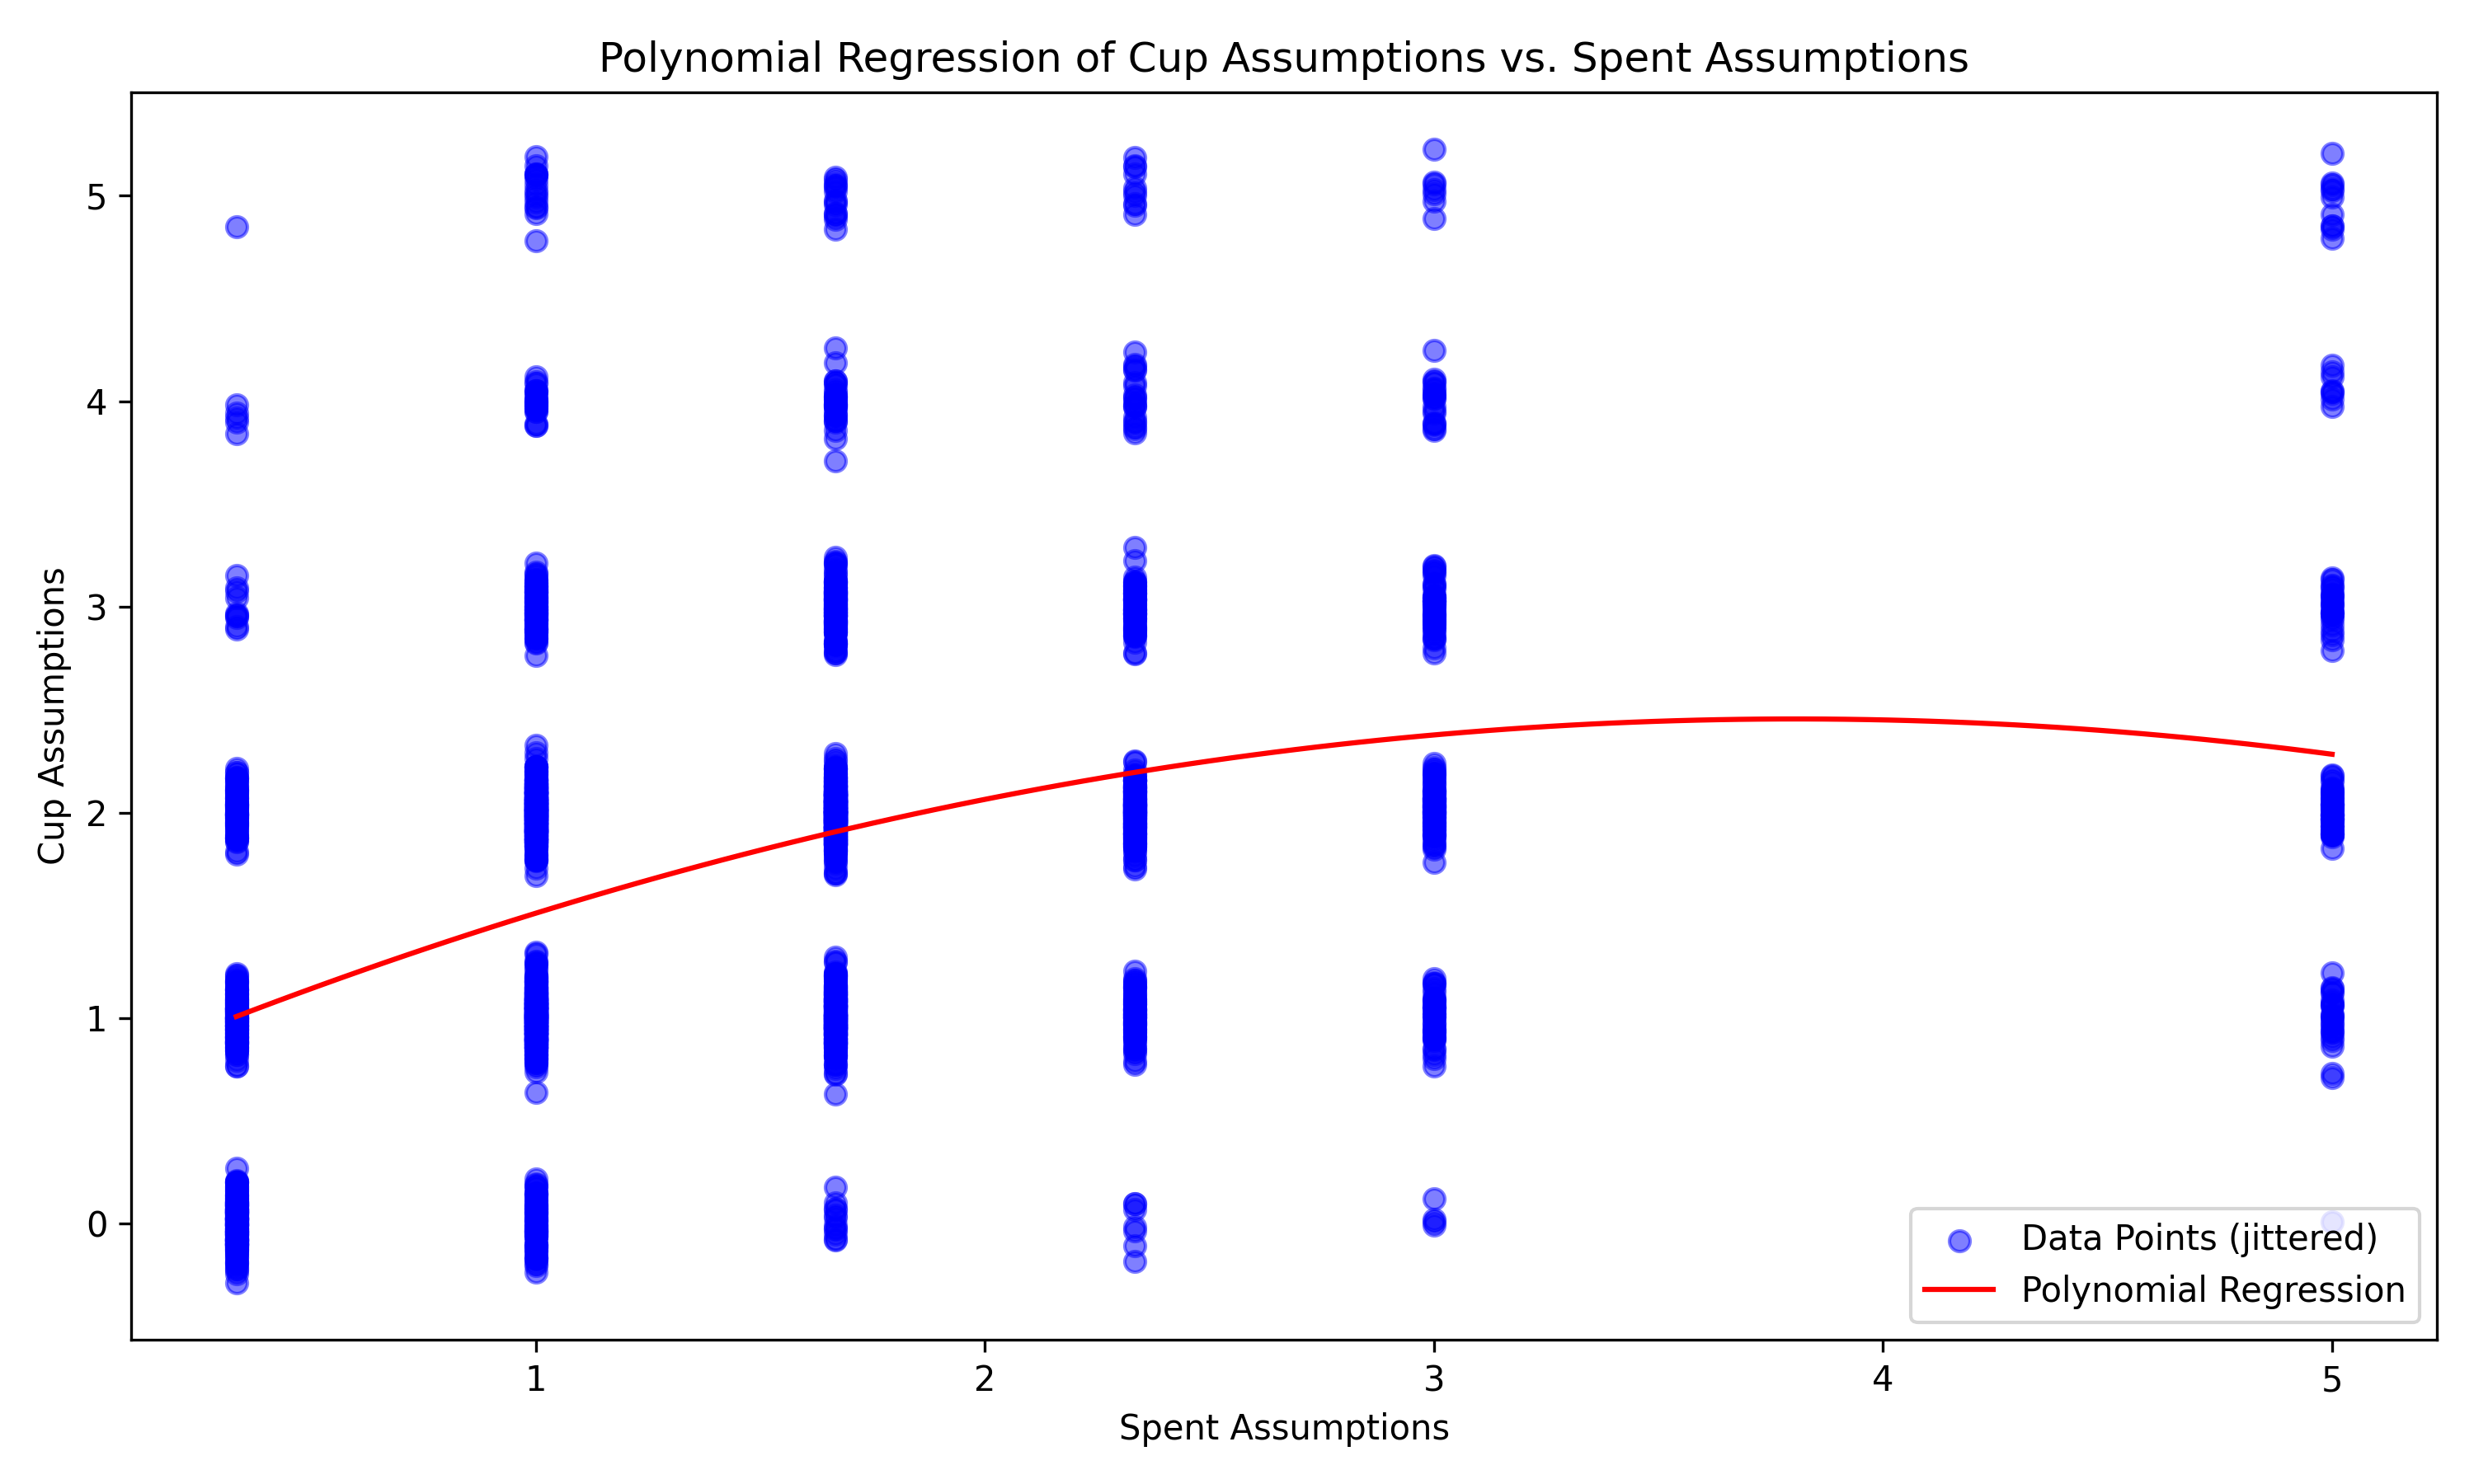 Polynomial Regression of Cup Assumptions vs. Spent Assumptions
Cup Assumptions
5
4
3
2
1
0
Data Points (jittered)
Polynomial Regression
1
2
3
4
5
Spent Assumptions